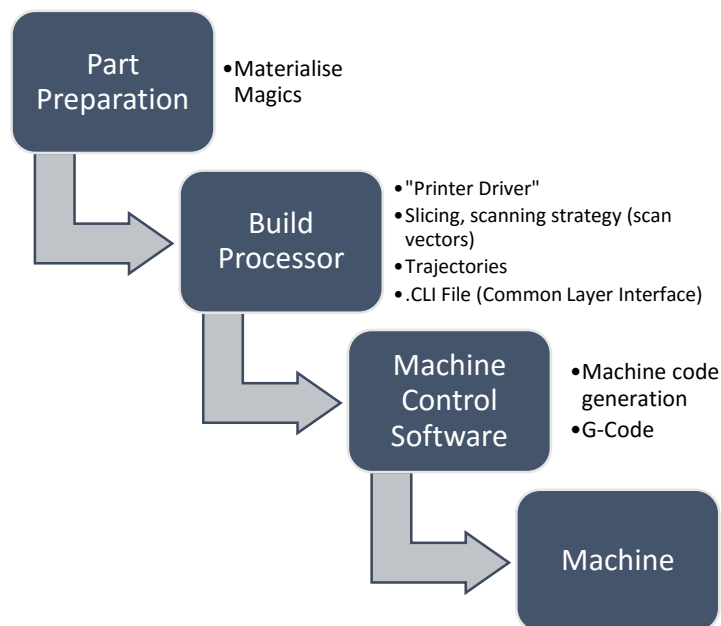 Part
Preparation
•Materialise
Magics
Build
Processor
•"Printer Driver"
•Slicing, scanning strategy (scan
vectors)
•Trajectories
•.CLI File (Common Layer Interface)
Machine
Control
Software
•Machine code
generation
•G-Code
Machine